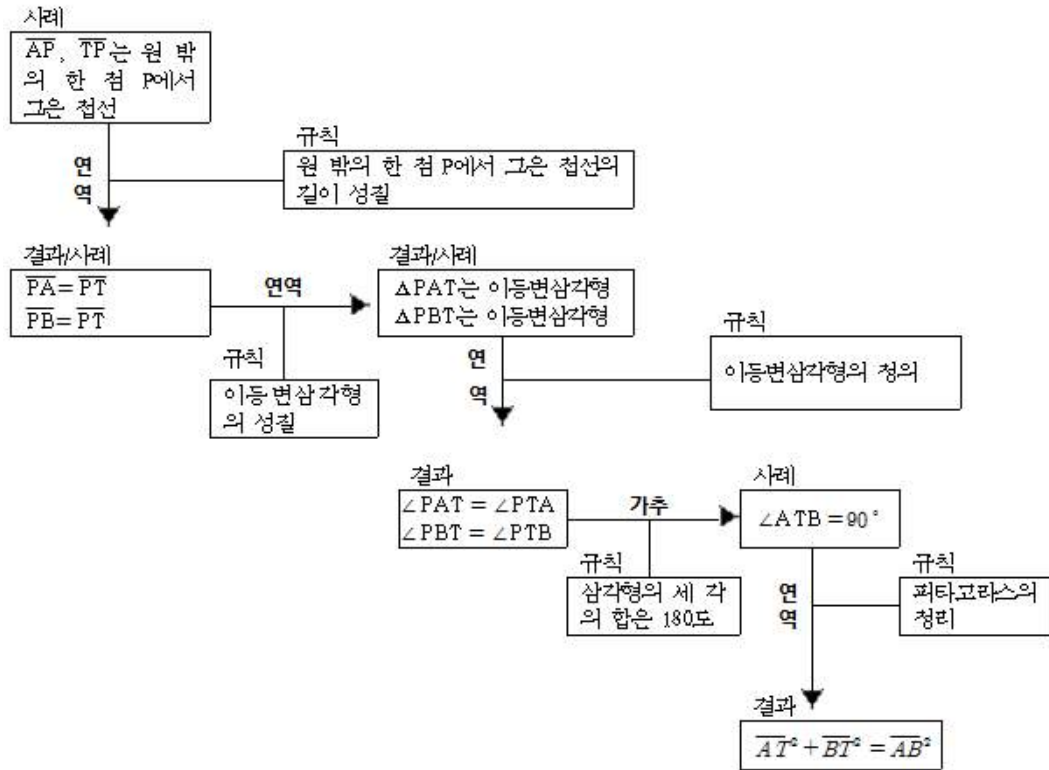 사례
AP, TP는 원 밖
의 한 점 P에서
그은 접선
연
역
규칙
원 밖의 한 점 P에서 그은 접선의
길이 성질
결과/사례
PA=PT
PB=PT
연역
규칙
이등변삼각형
의 성질
결과/사례
ΔPAT는 이등변삼각형
ΔPBT는 이등변삼각형
연
역
규칙
이등변삼각형의 정의
결과
∠PAT = ∠PTA
∠PBT = ∠PTB
가추
규칙
삼각형의 세 각
의 합은 180도
사례
∠ATB = 90°
연
역
규칙
피타고라스의
정리
결과
AT² + BT² = AB²